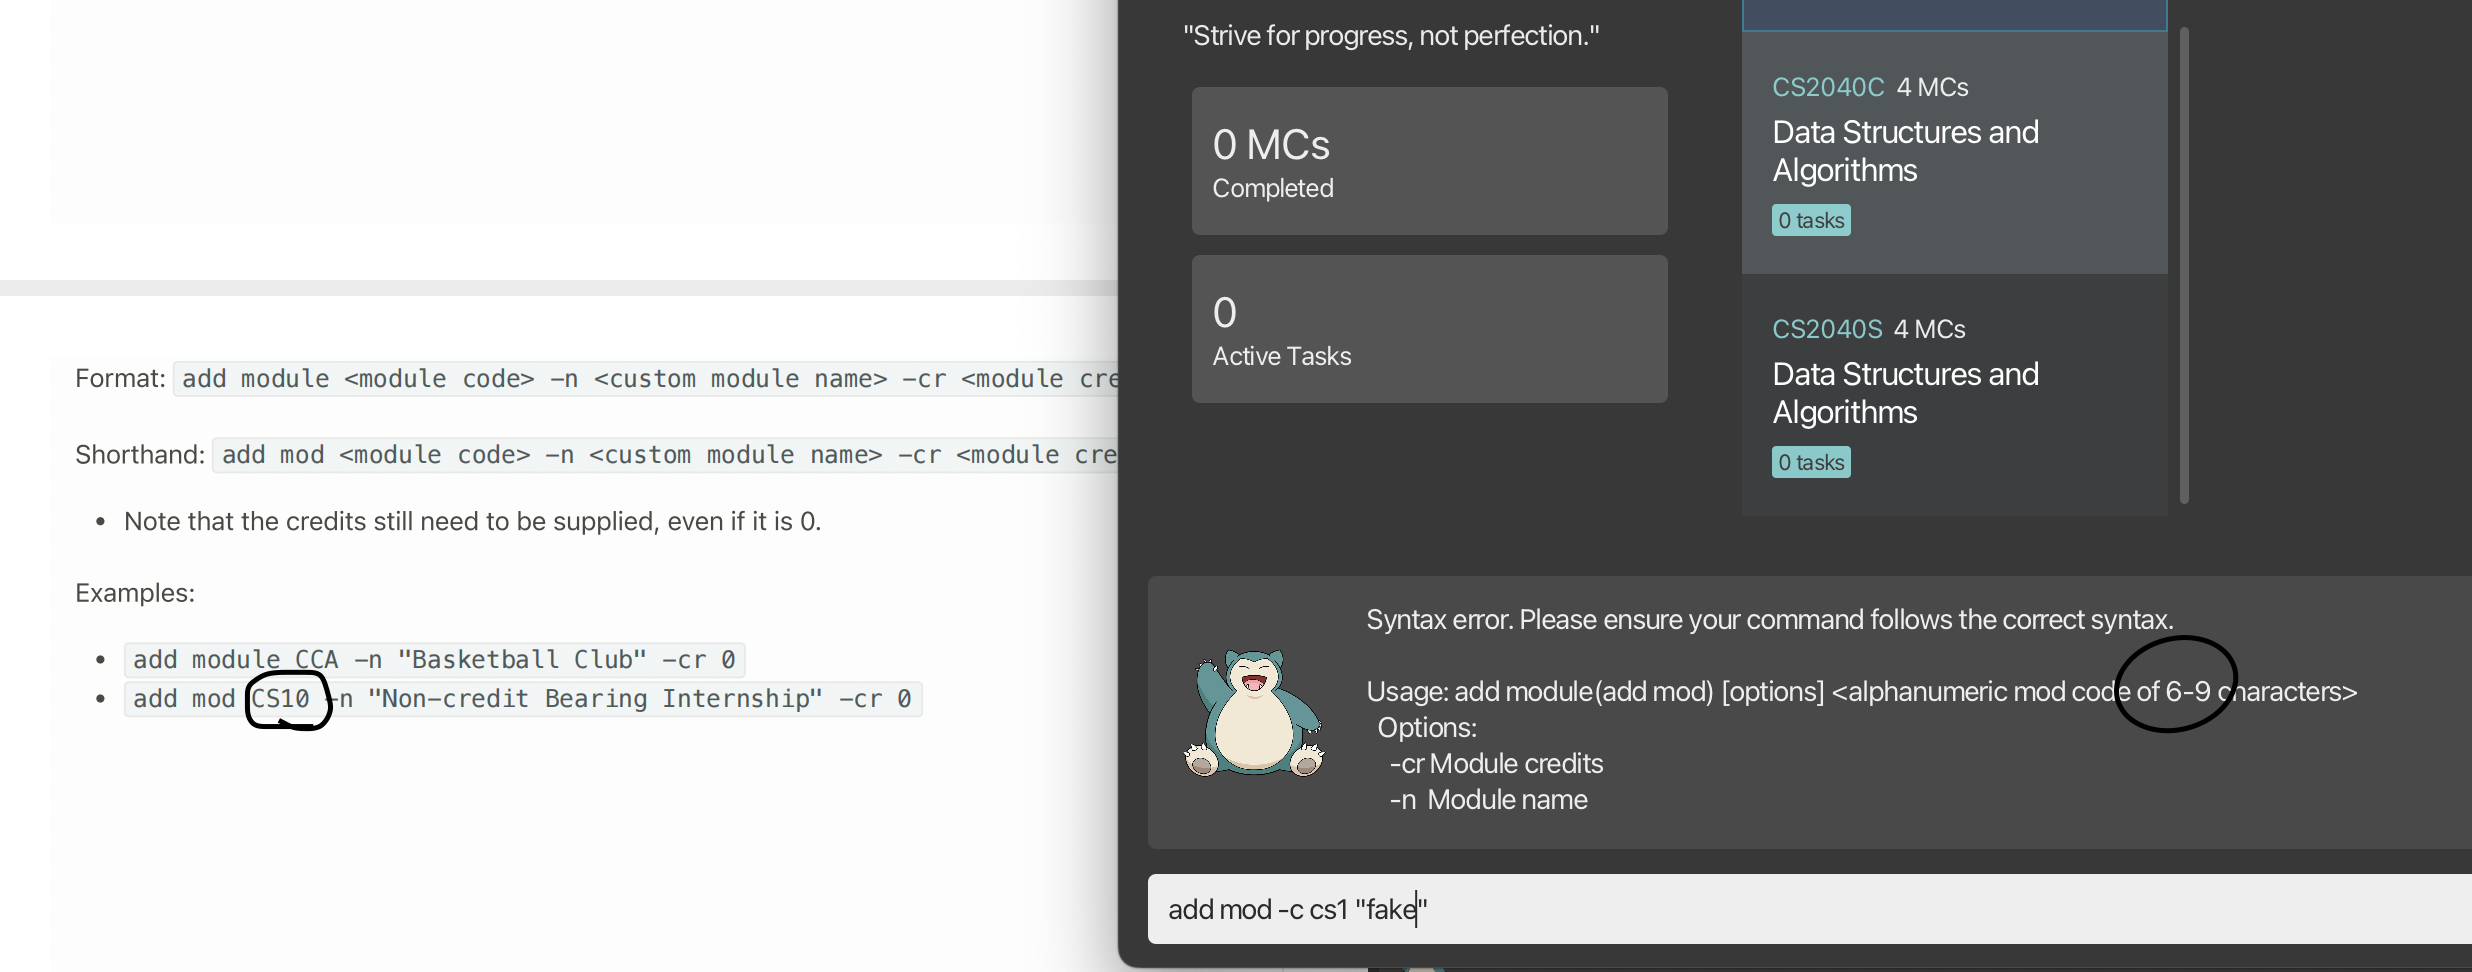 Format: add module <module code> -n <custom module name> -cr <module cre
Shorthand: add mod <module code> -n <custom module name> -cr <module cre
• Note that the credits still need to be supplied, even if it is 0.
Examples:
• add module CCA -n "Basketball Club" -cr 0
• add mod CS10 -n "Non-credit Bearing Internship" -cr 0
"Strive for progress, not perfection."
0 MCs
Completed
0
Active Tasks
CS2040C 4 MCs
Data Structures and
Algorithms
0 tasks
CS2040S 4 MCs
Data Structures and
Algorithms
0 tasks
Syntax error. Please ensure your command follows the correct syntax.
Usage: add module(add mod) [options] <alphanumeric mod code of 6-9 characters>
Options:
-cr Module credits
-n Module name
add mod -c cs1 "fake"